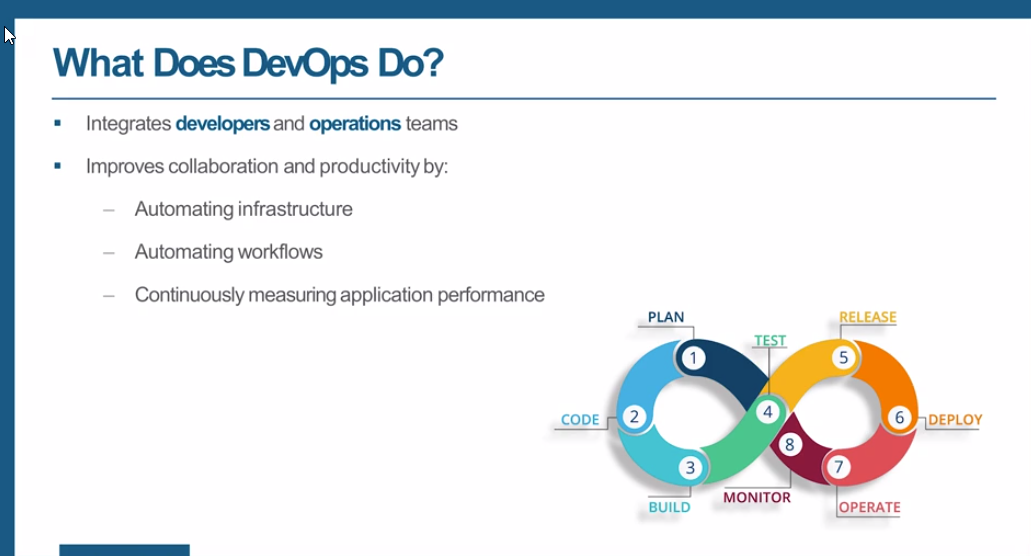 What Does DevOps Do?
Integrates developers and operations teams
Improves collaboration and productivity by:
Automating infrastructure
Automating workflows
Continuously measuring application performance
PLAN
1
CODE
2
BUILD
3
TEST
4
RELEASE
5
DEPLOY
6
OPERATE
7
MONITOR
8